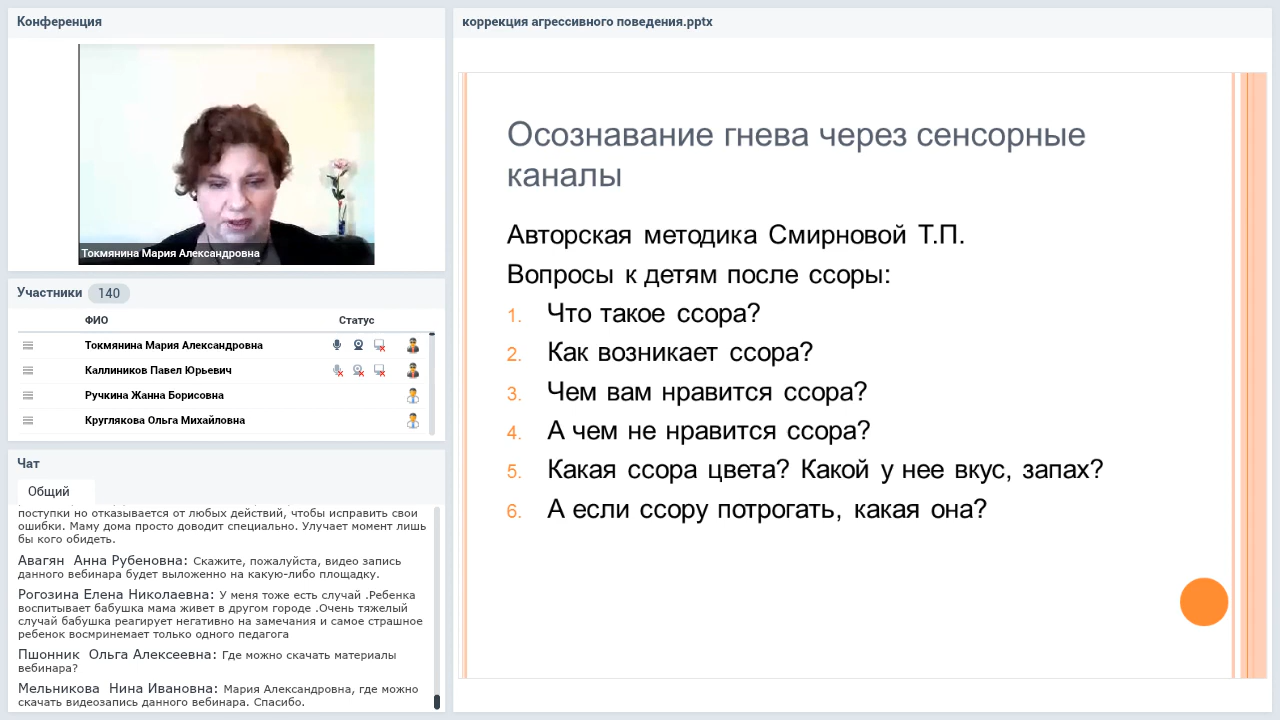 Конференция
Токмянина Мария Александровна
Участники 140
ФИО Статус
Токмянина Мария Александровна
Каллиников Павел Юрьевич
Ручкина Жанна Борисовна
Круглякова Ольга Михайловна
Чат
Общий
поступки но отказывается от любых действий, чтобы исправить свои
ошибки. Маму дома просто доводит специально. Улучает момент лишь
бы кого обидеть.
Авагян Анна Рубеновна: Скажите, пожалуйста, видео запись
данного вебинара будет выложенно на какую-либо площадку.
Рогозина Елена Николаевна: У меня тоже есть случай .Ребенка
воспитывает бабушка мама живет в другом городе .Очень тяжелый
случай бабушка реагирует негативно на замечания и самое страшное
ребенок восмринемает только одного педагога
Пшонник Ольга Алексеевна: Где можно скачать материалы
вебинара?
Мельникова Нина Ивановна: Мария Александровна, где можно
скачать видеозапись данного вебинара. Спасибо.
коррекция агрессивного поведения.pptx
Осознавание гнева через сенсорные
каналы
Авторская методика Смирновой Т.П.
Вопросы к детям после ссоры:
1. Что такое ссора?
2. Как возникает ссора?
3. Чем вам нравится ссора?
4. А чем не нравится ссора?
5. Какая ссора цвета? Какой у нее вкус, запах?
6. А если ссору потрогать, какая она?